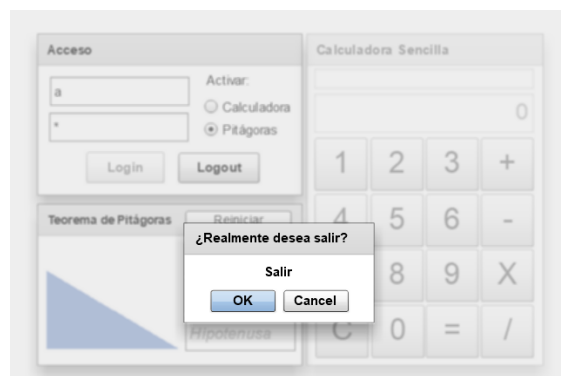 Acceso
a
*
Activar:
Calculadora
Pitágoras
Login
Logout
Teorema de Pitágoras
Reiniciar
Hipotenusa
¿Realmente desea salir?
Salir
OK
Cancel
Calculadora Sencilla
0
1 2 3 +
4 5 6 -
8 9 X
C 0 = /